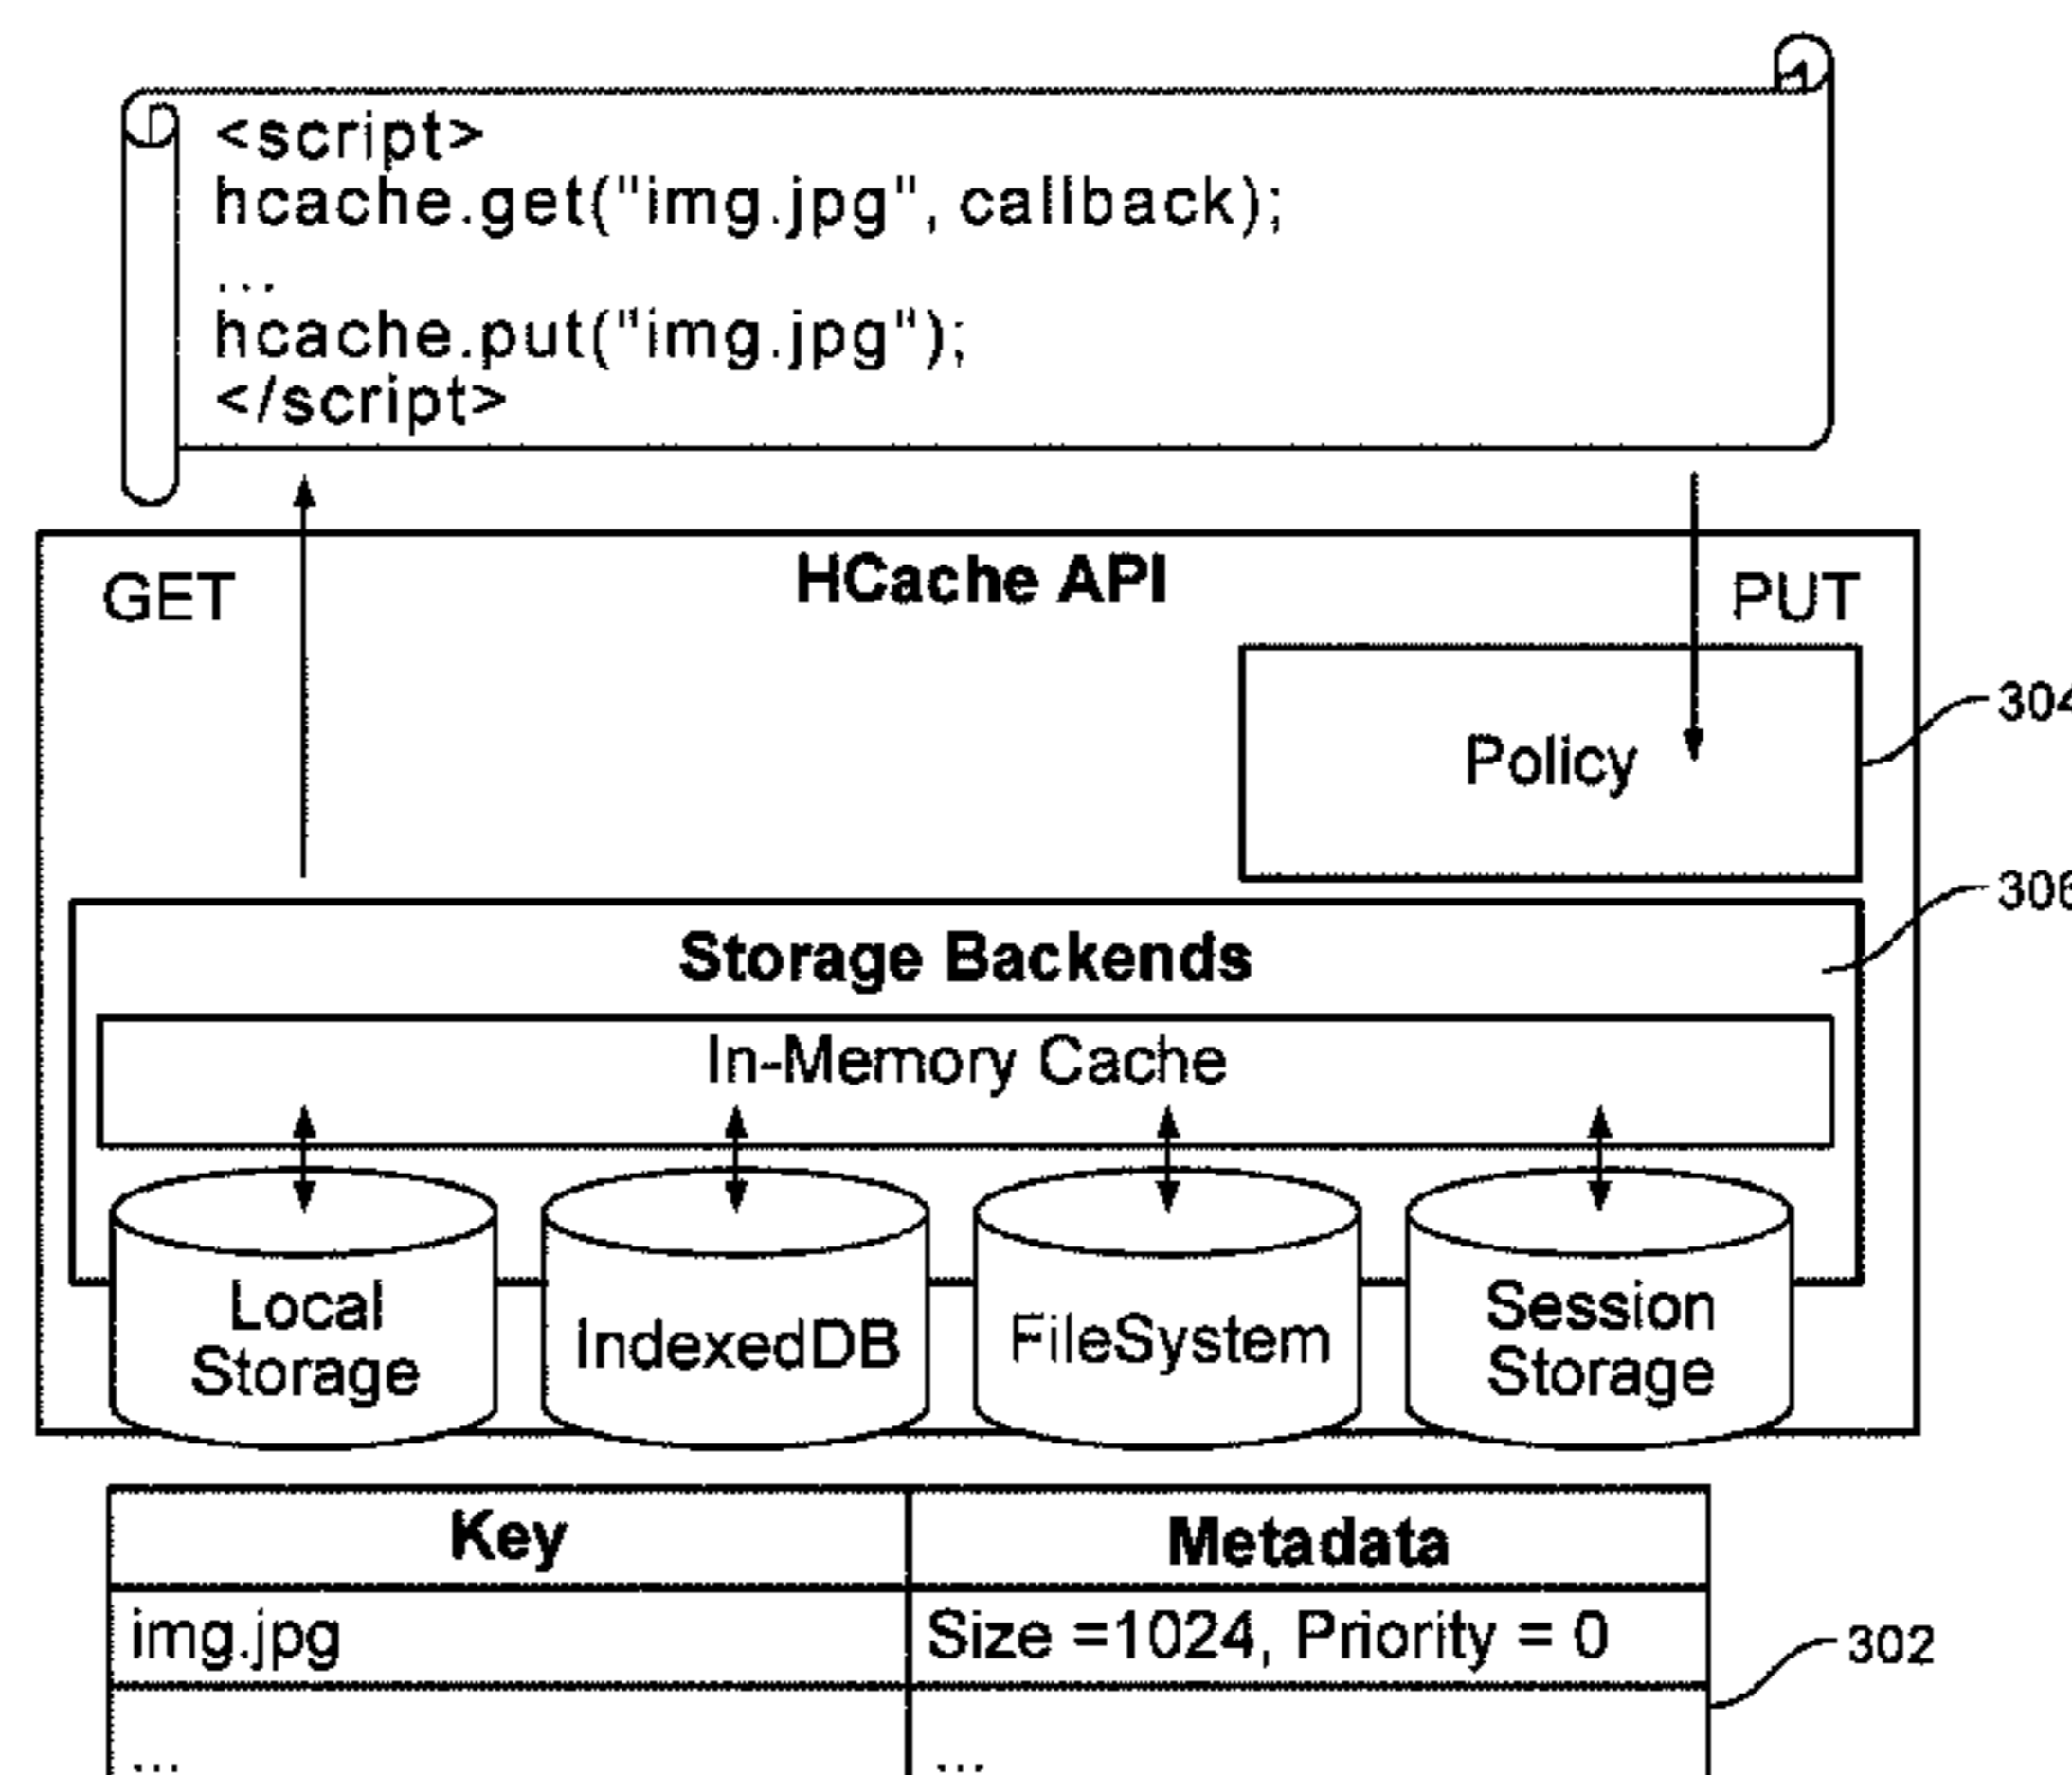 <script>
hcache.get("img.jpg", callback);
...
hcache.put("img.jpg");
</script>
GET
HCache API
PUT
Policy
304
306
Storage Backends
In-Memory Cache
Local
Storage
IndexedDB
FileSystem
Session
Storage
Key
Metadata
img.jpg
Size =1024, Priority = 0
302
...
...